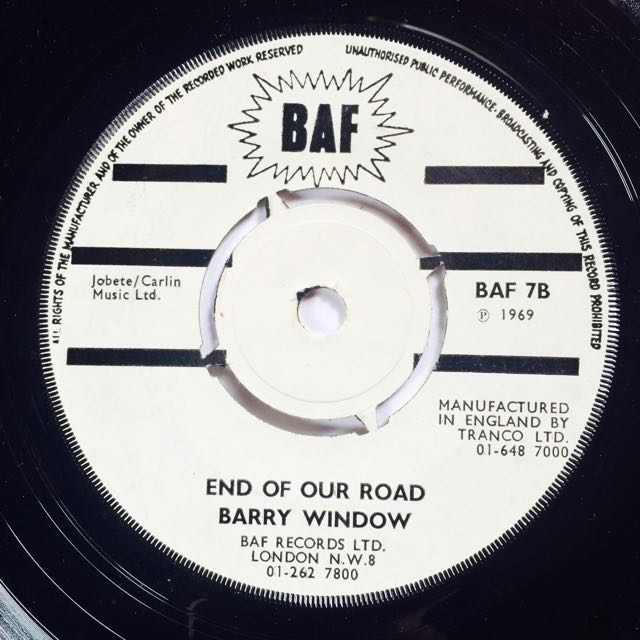 ALL RIGHTS OF THE MANUFACTURER AND OF THE OWNER OF THE RECORDED WORK RESERVED
UNAUTHORISED PUBLIC PERFORMANCE·BROADCASTING AND COPYING OF THIS RECORD PROHIBITED
BAF
Jobete/Carlin
Music Ltd.
BAF 7B
℗ 1969
MANUFACTURED
IN ENGLAND BY
TRANCO LTD.
01-648 7000
END OF OUR ROAD
BARRY WINDOW
BAF RECORDS LTD.
LONDON N.W.8
01-262 7800